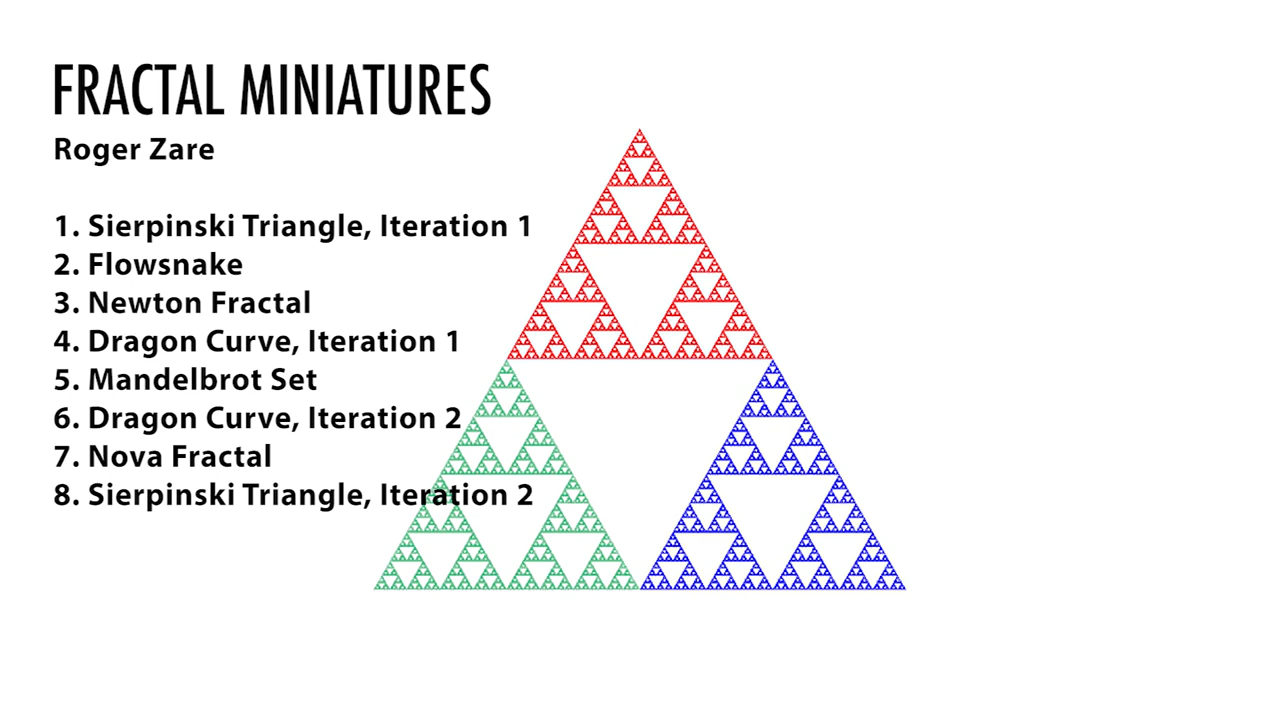 FRACTAL MINIATURES
Roger Zare
1. Sierpinski Triangle, Iteration 1
2. Flowsnake
3. Newton Fractal
4. Dragon Curve, Iteration 1
5. Mandelbrot Set
6. Dragon Curve, Iteration 2
7. Nova Fractal
8. Sierpinski Triangle, Iteration 2